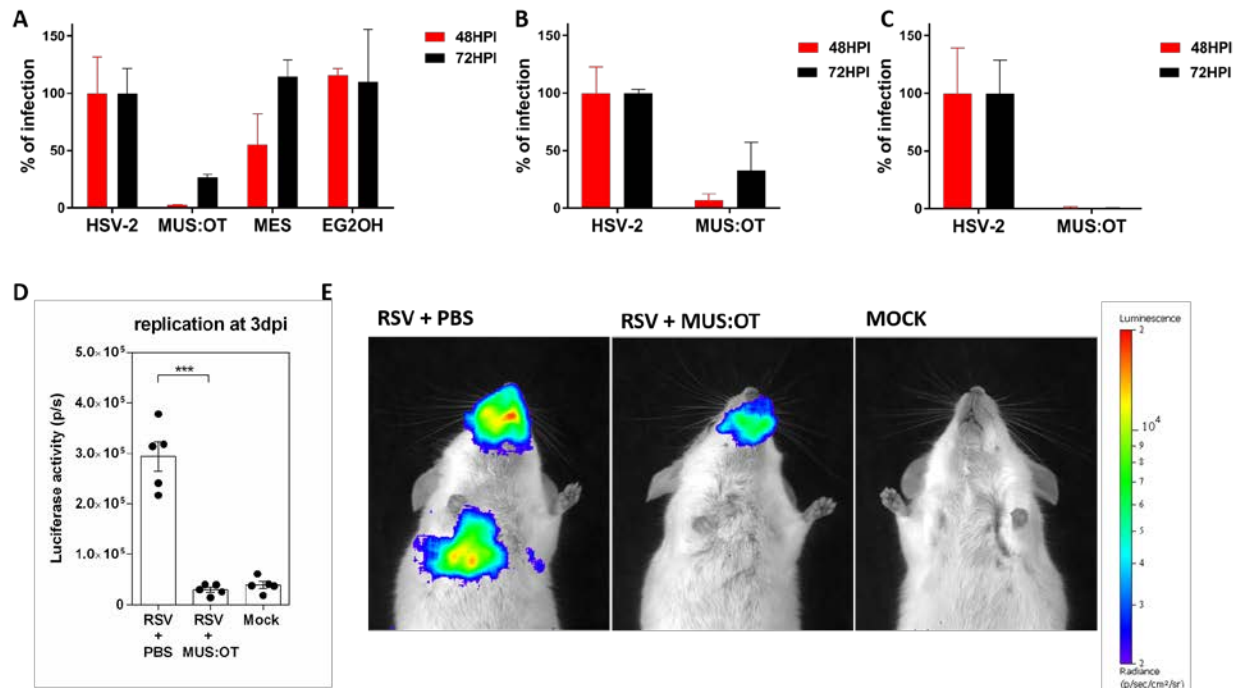 A
% of infection
150
100
50
0
48HPI
72HPI
HSV-2 MUS:OT MES EG2OH
B
% of infection
150
100
50
0
48HPI
72HPI
HSV-2 MUS:OT
C
% of infection
150
100
50
0
48HPI
72HPI
HSV-2 MUS:OT
D
replication at 3dpi
Luciferase activity (p/s)
5.0× 10⁵
4.0× 10⁵
3.0× 10⁵
2.0× 10⁵
1.0× 10⁵
0
***
RSV RSV Mock
+ +
PBS MUS:OT
E
RSV + PBS
RSV + MUS:OT
MOCK
Luminescence
2
10⁴
9
8
7
6
5
4
3
2
Radiance
(p/sec/cm²/sr)